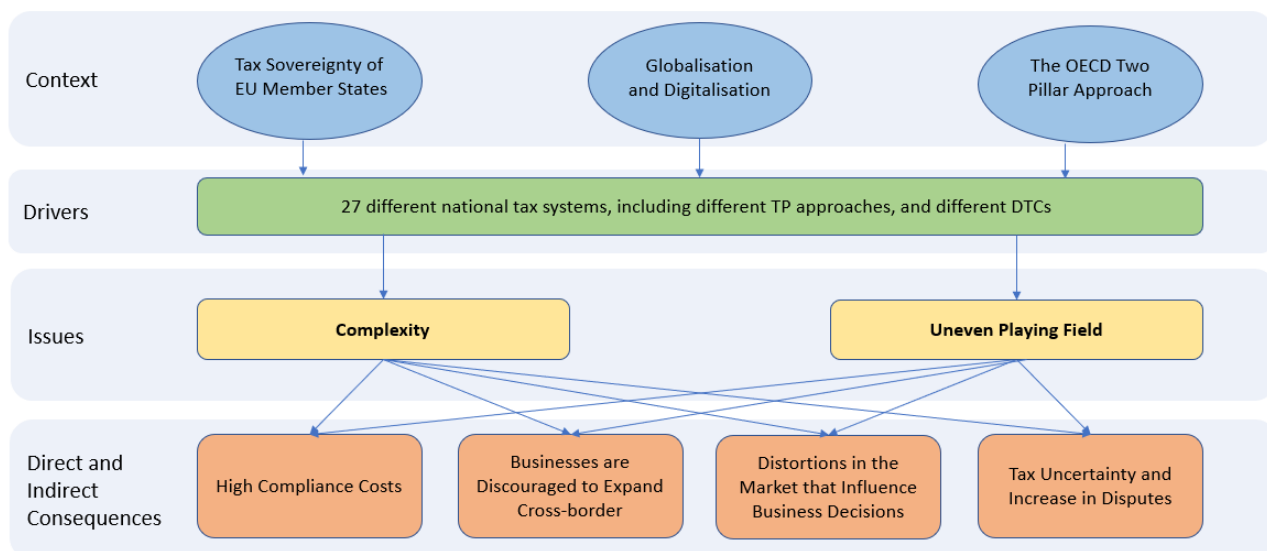 Context
Tax Sovereignty of
EU Member States
Globalisation
and Digitalisation
The OECD Two
Pillar Approach
Drivers
27 different national tax systems, including different TP approaches, and different DTCs
Issues
Complexity
Uneven Playing Field
Direct and
Indirect
Consequences
High Compliance Costs
Businesses are
Discouraged to Expand
Cross-border
Distortions in the
Market that Influence
Business Decisions
Tax Uncertainty and
Increase in Disputes